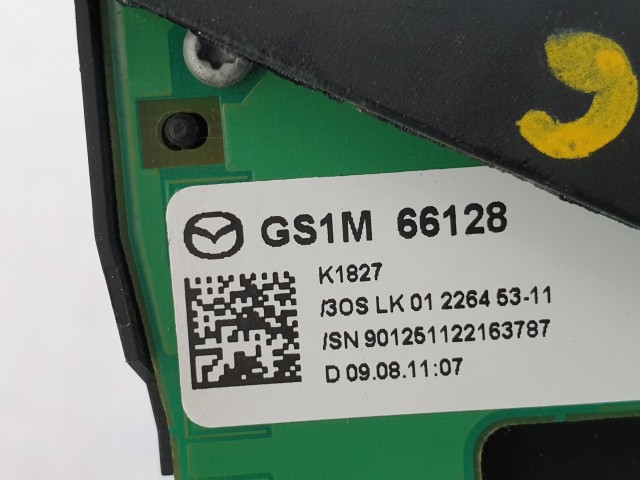 GS1M 66128
K1827
/3OS LK 01 2264 53-11
/SN 901251122163787
D 09.08.11:07